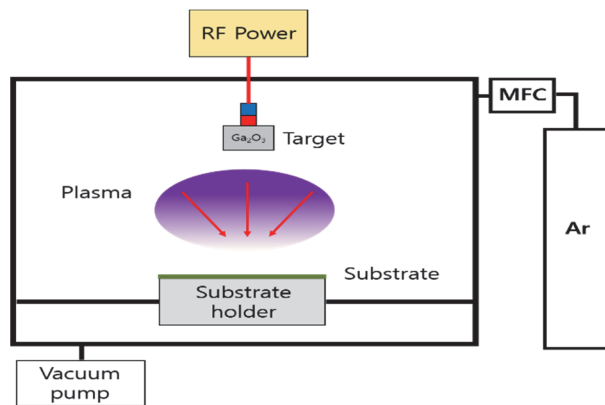 RF Power
MFC
Ga₂O₃
Target
Plasma
Ar
Substrate
Substrate
holder
Vacuum
pump